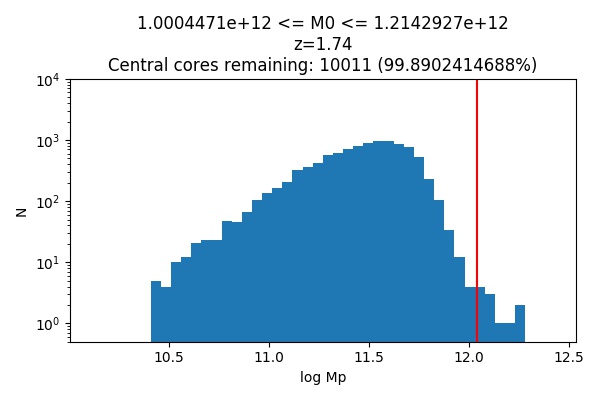 1.0004471e+12 <= M0 <= 1.2142927e+12
z=1.74
Central cores remaining: 10011 (99.8902414688%)
10^4
10^3
10^2
10^1
10^0
N
10.5 11.0 11.5 12.0 12.5
log Mp